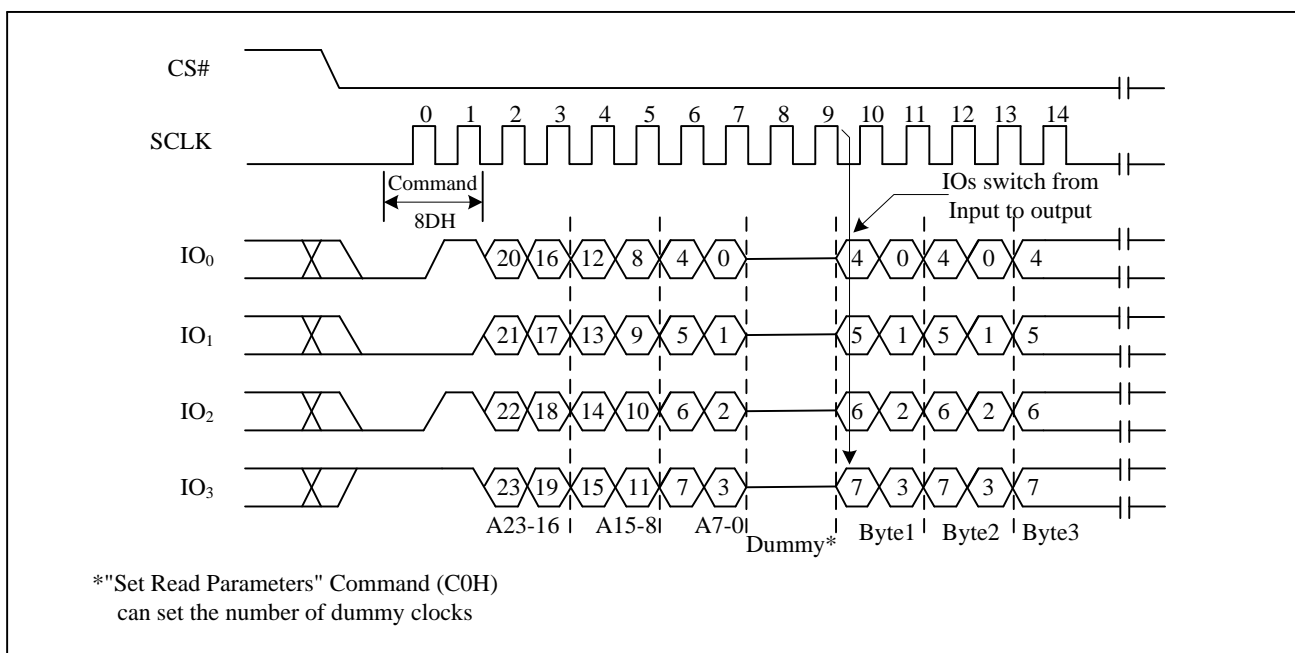 CS#
0 1 2 3 4 5 6 7 8 9 10 11 12 13 14
SCLK
Command
8DH
IOs switch from
Input to output
IO₀ 20 16 12 8 4 0 4 0 4 0 4
IO₁ 21 17 13 9 5 1 5 1 5 1 5
IO₂ 22 18 14 10 6 2 6 2 6 2 6
IO₃ 23 19 15 11 7 3 7 3 7 3 7
A23-16 A15-8 A7-0 Dummy* Byte1 Byte2 Byte3
*"Set Read Parameters" Command (C0H)
can set the number of dummy clocks